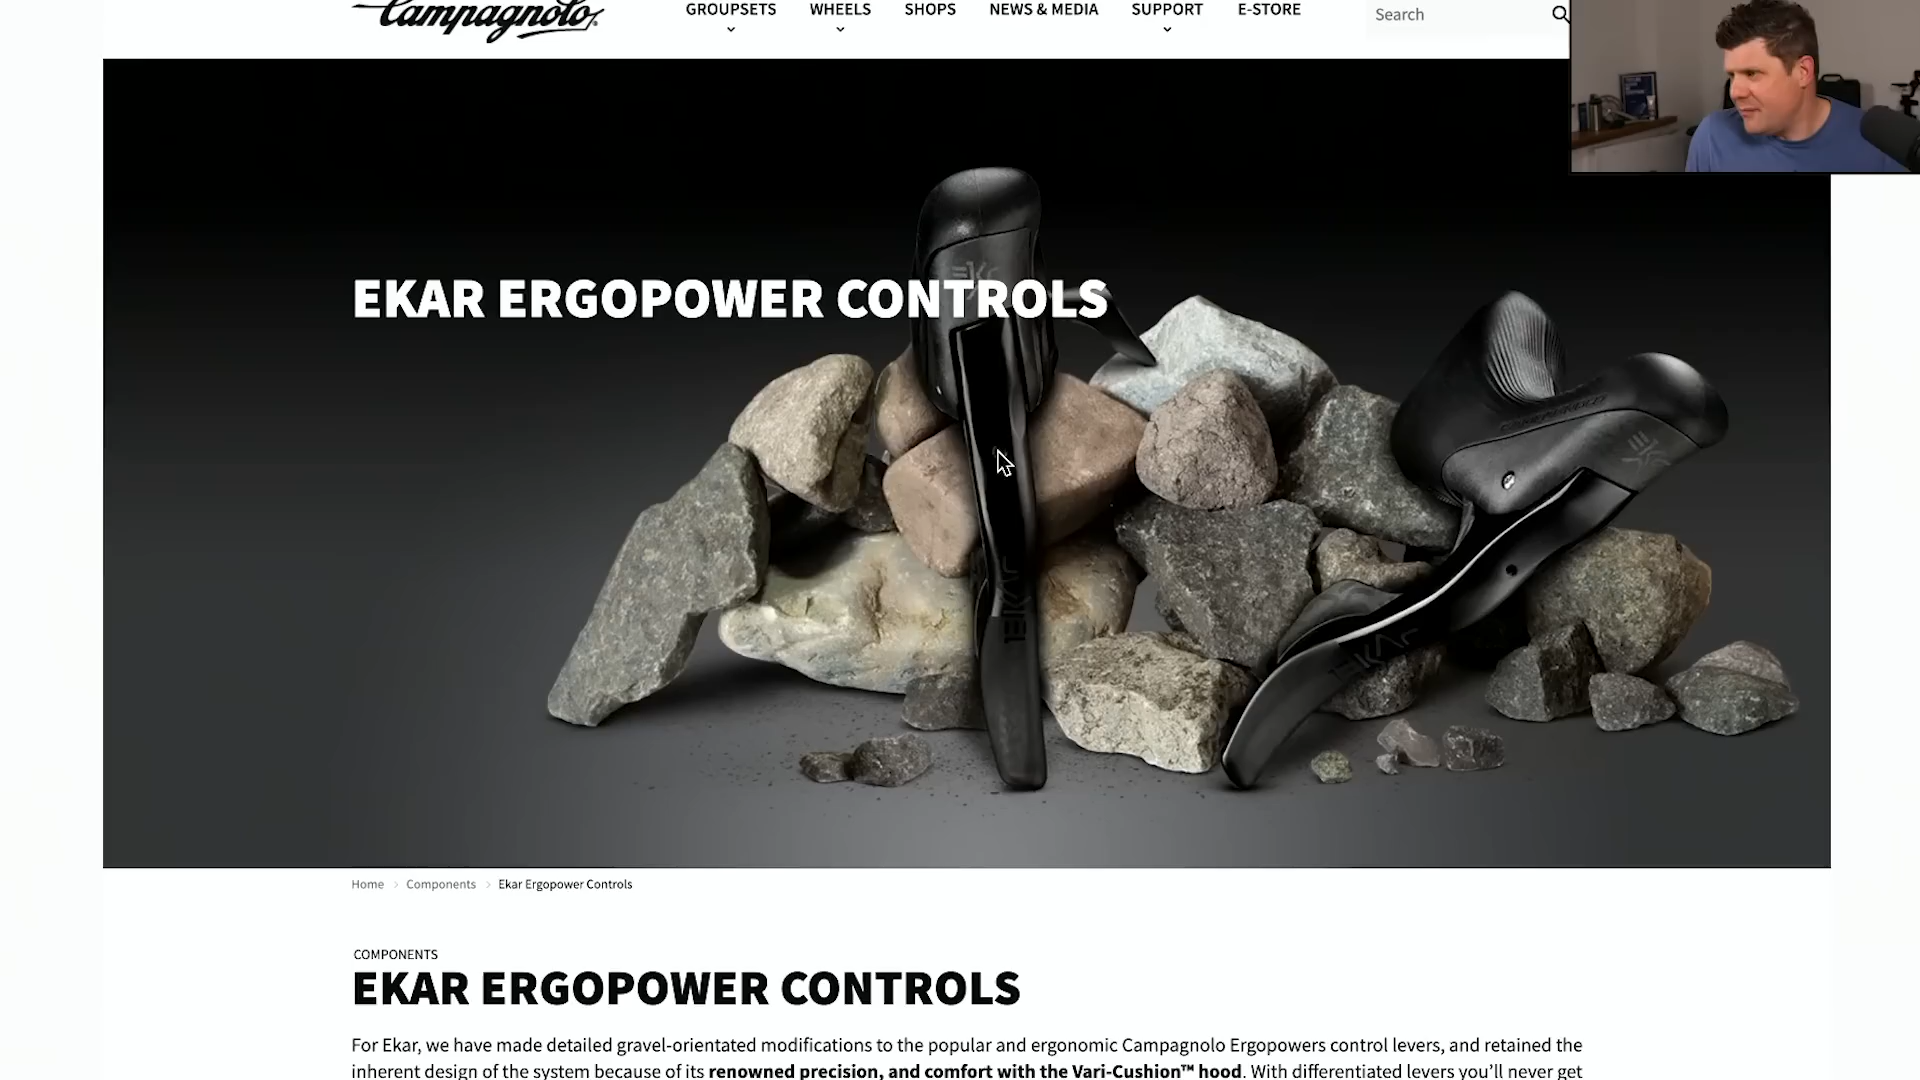 Campagnolo
GROUPSETS
WHEELS
SHOPS
NEWS & MEDIA
SUPPORT
E-STORE
Search
EKAR ERGOPOWER CONTROLS
EKAR
Home > Components > Ekar Ergopower Controls
COMPONENTS
EKAR ERGOPOWER CONTROLS
For Ekar, we have made detailed gravel-orientated modifications to the popular and ergonomic Campagnolo Ergopowers control levers, and retained the
inherent design of the system because of its renowned precision, and comfort with the Vari-Cushion™ hood. With differentiated levers you’ll never get